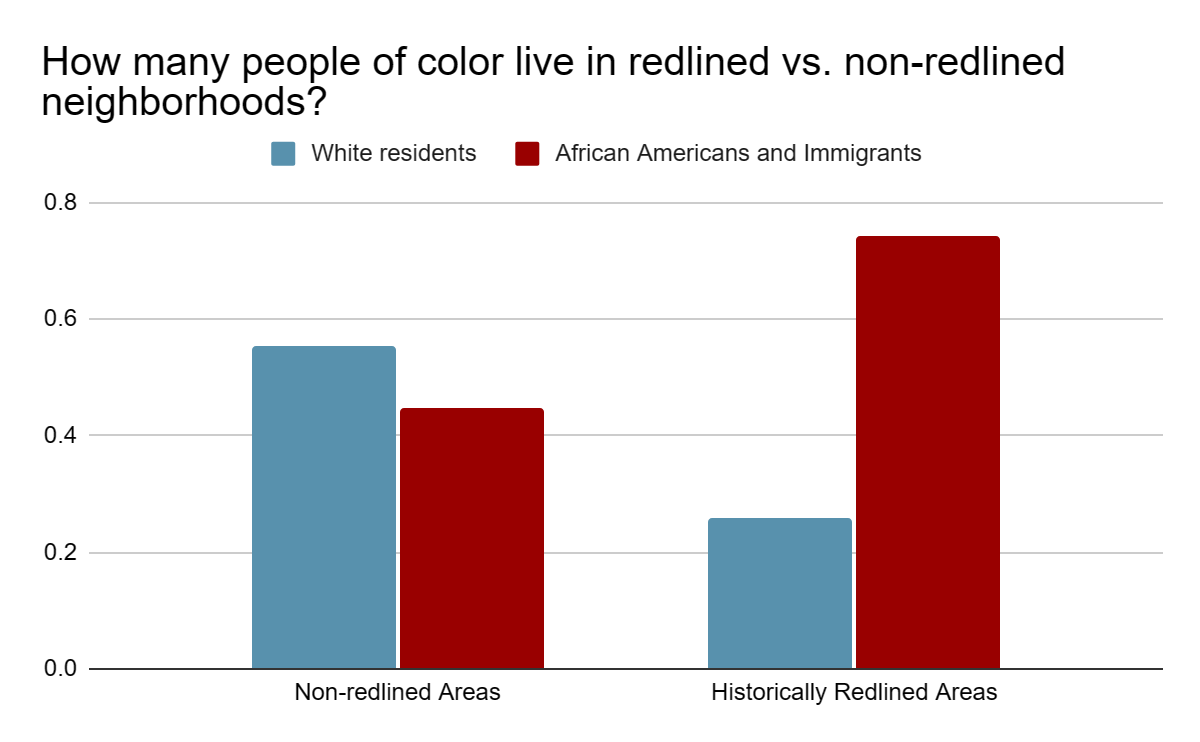 How many people of color live in redlined vs. non-redlined
neighborhoods?
White residents African Americans and Immigrants
0.8
0.6
0.4
0.2
0.0
Non-redlined Areas Historically Redlined Areas